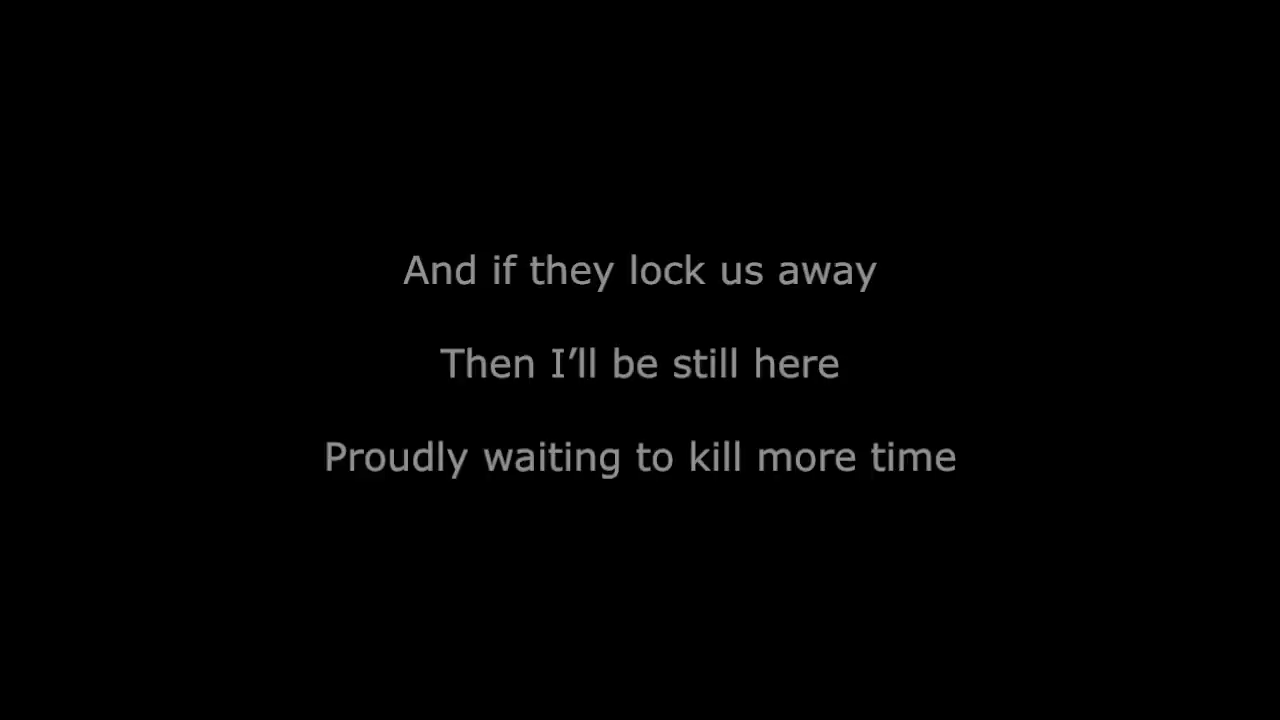 And if they lock us away
Then I’ll be still here
Proudly waiting to kill more time